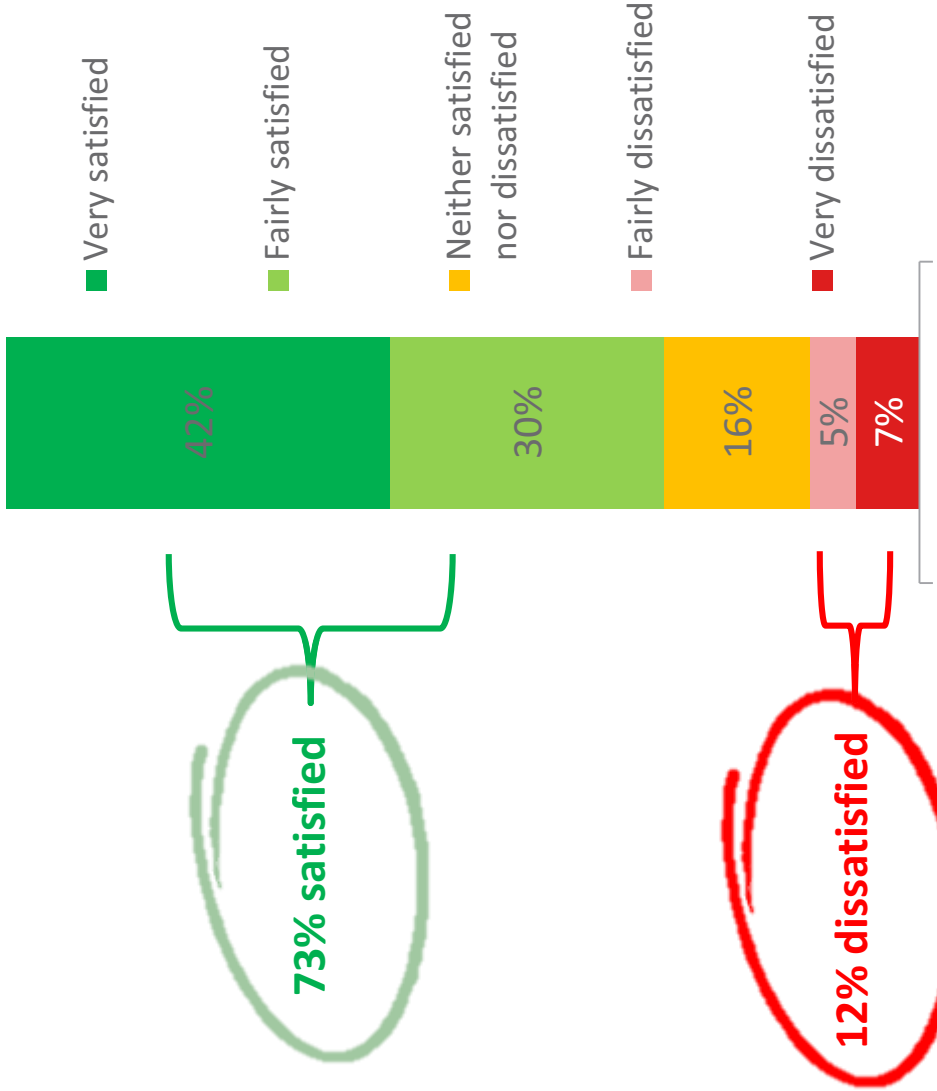 Very satisfied
Fairly satisfied
Neither satisfied
nor dissatisfied
Fairly dissatisfied
Very dissatisfied
42%
30%
16%
5%
7%
73% satisfied
12% dissatisfied